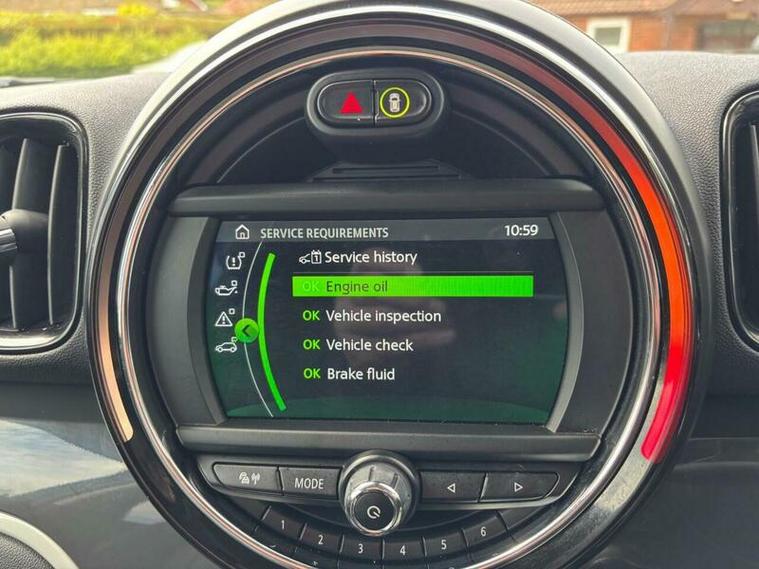 SERVICE REQUIREMENTS 10:59
1 Service history
OK Engine oil
OK Vehicle inspection
OK Vehicle check
OK Brake fluid
MODE
1 2 3 4 5 6